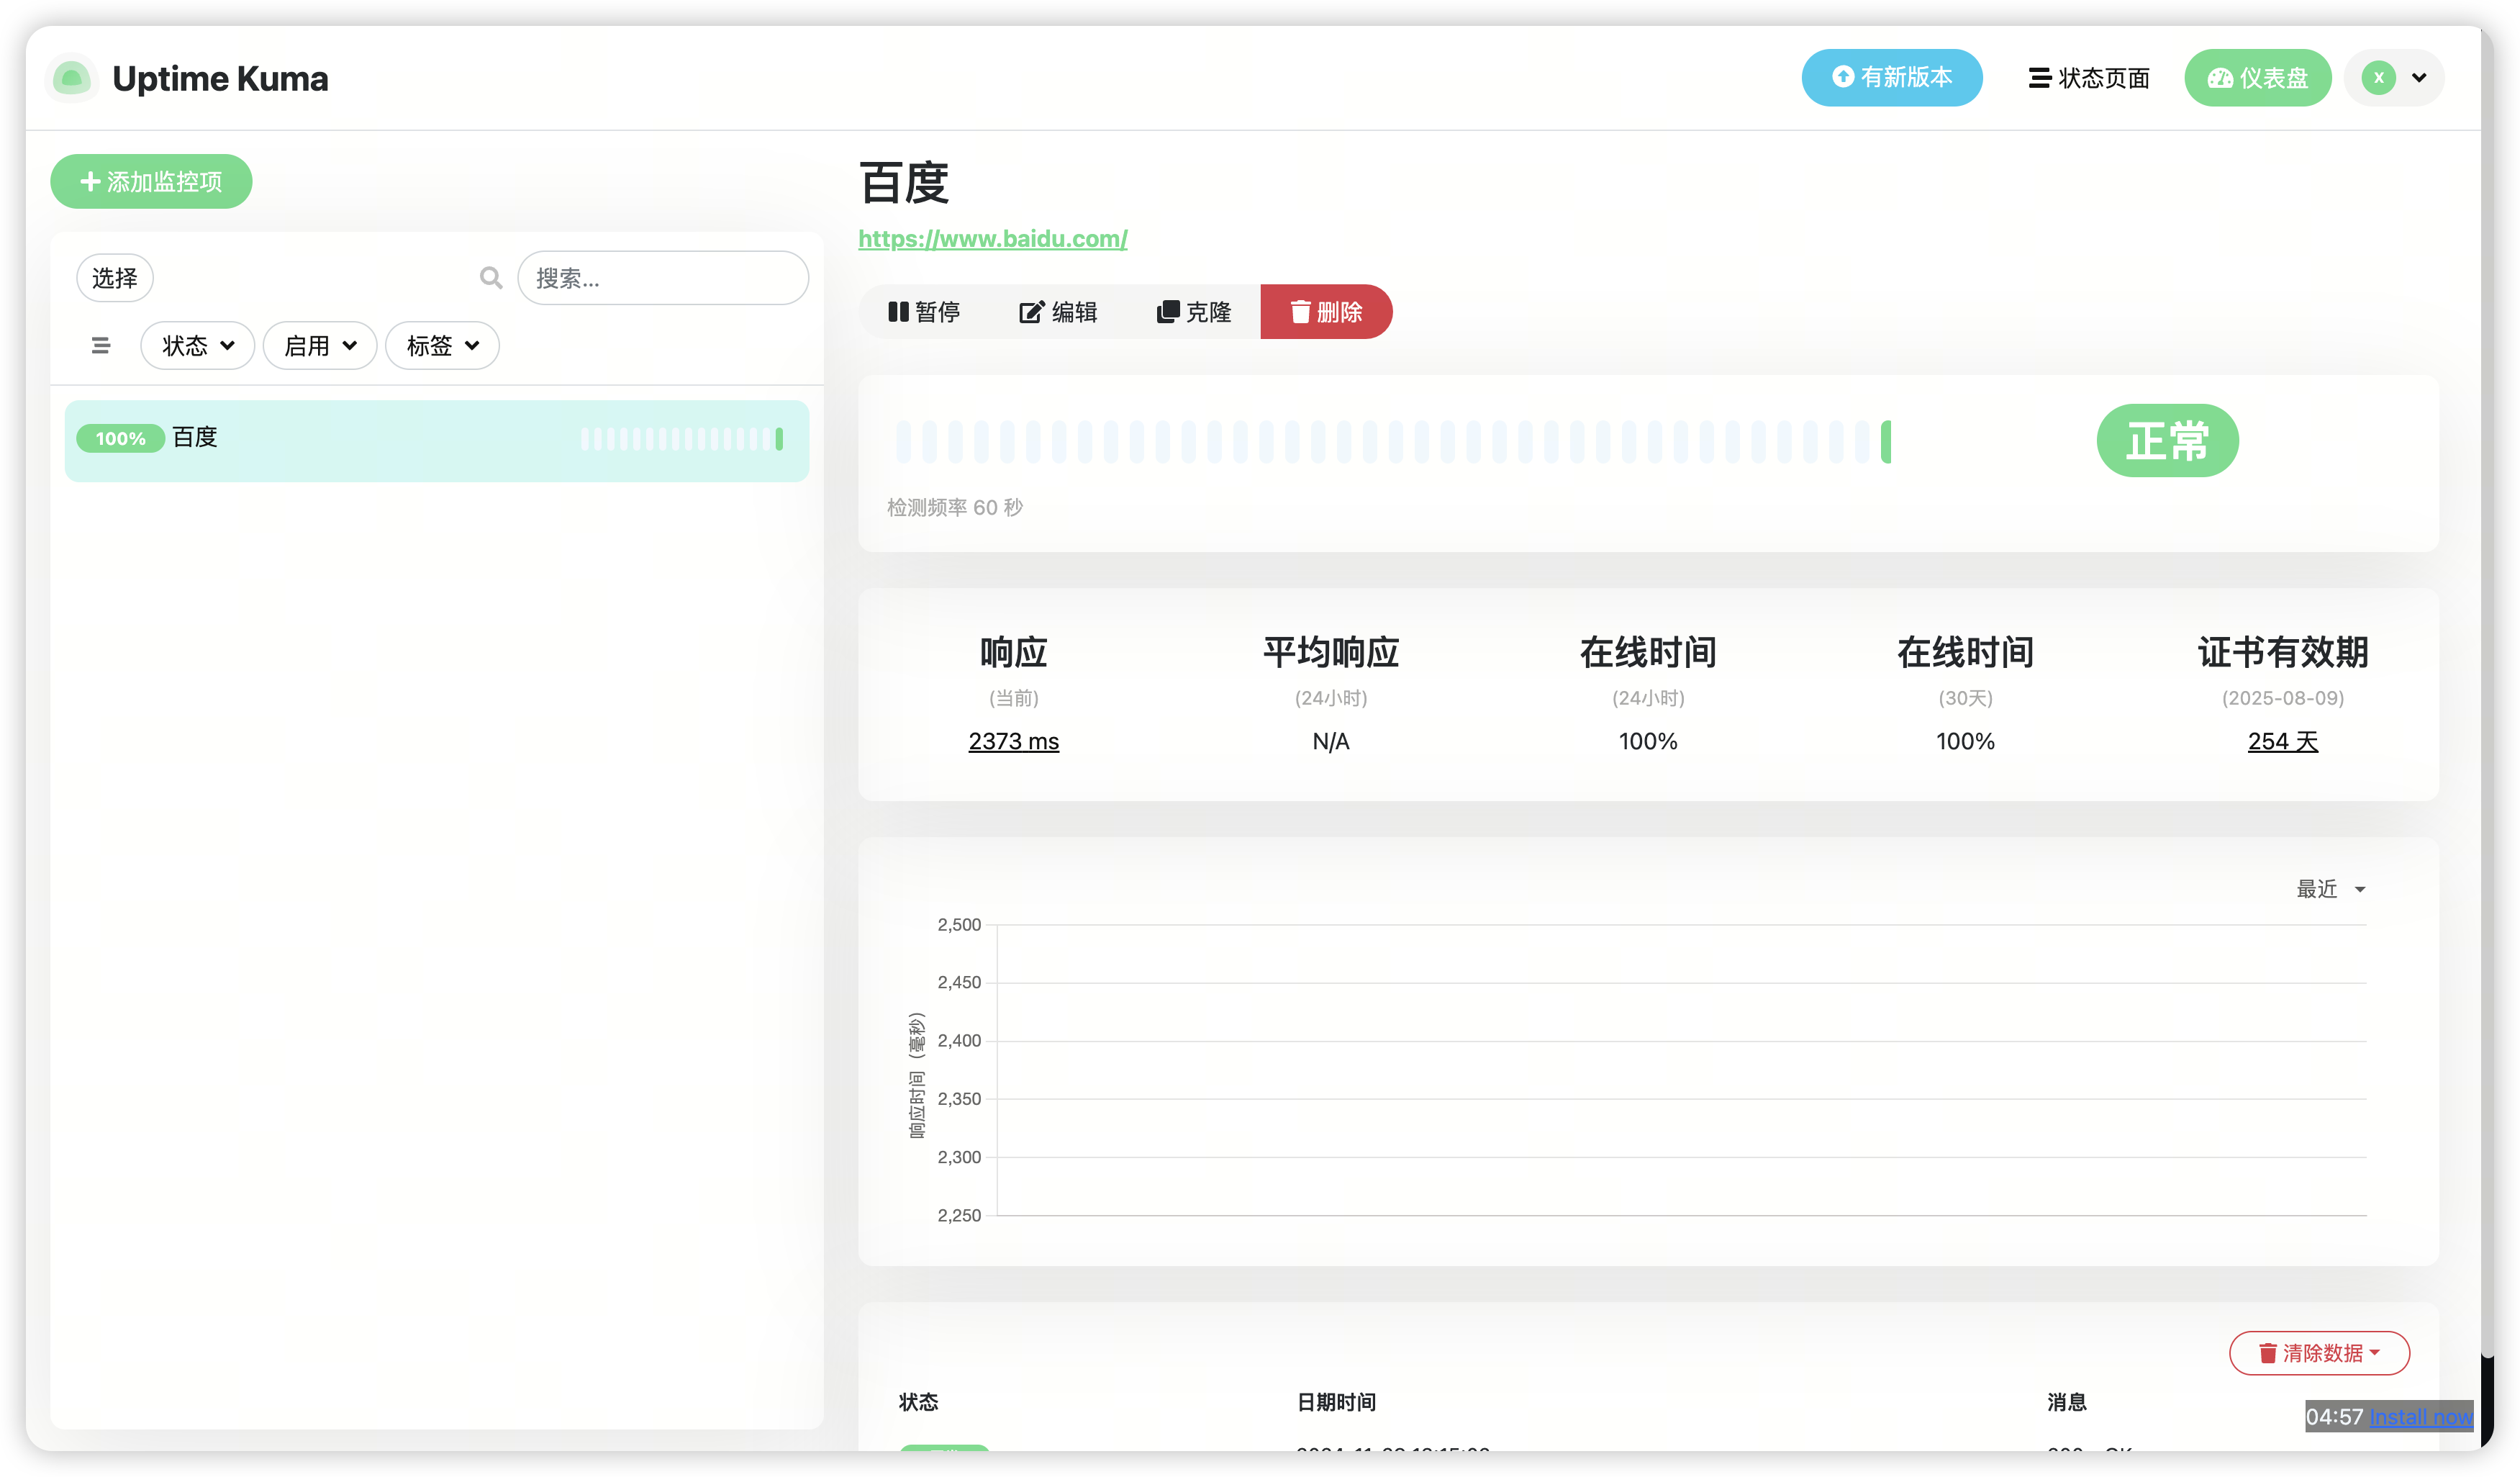 Uptime Kuma
有新版本
状态页面
仪表盘
X
添加监控项
选择
搜索...
状态
启用
标签
100% 百度
百度
https://www.baidu.com/
暂停
编辑
克隆
删除
正常
检测频率 60 秒
响应
(当前)
2373 ms
平均响应
(24小时)
N/A
在线时间
(24小时)
100%
在线时间
(30天)
100%
证书有效期
(2025-08-09)
254 天
最近
响应时间（毫秒）
2,500
2,450
2,400
2,350
2,300
2,250
清除数据
状态 日期时间 消息
04:57 Install now